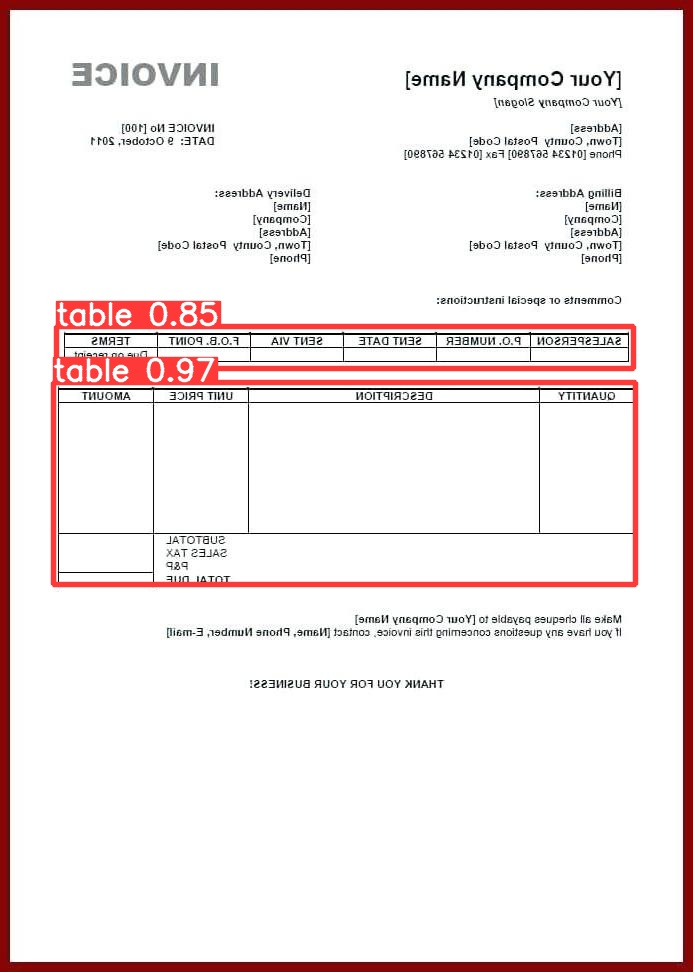 [Your Company Name]
INVOICE
[Your Company Slogan]
[Address]
[Town, County Postal Code]
Phone [01234 567890] Fax [01234 567890]
INVOICE No [100]
DATE: 9 October, 2011
Billing Address:
[Name]
[Company]
[Address]
[Town, County Postal Code]
[Phone]
Delivery Address:
[Name]
[Company]
[Address]
[Town, County Postal Code]
[Phone]
Comments or special instructions:
table 0.85
SALESPERSON P.O. NUMBER SENT DATE SENT VIA F.O.B. POINT TERMS
Due on receipt
table 0.97
QUANTITY DESCRIPTION UNIT PRICE AMOUNT
SUBTOTAL
SALES TAX
P&P
TOTAL DUE
Make all cheques payable to [Your Company Name]
If you have any questions concerning this invoice, contact [Name, Phone Number, E-mail]
THANK YOU FOR YOUR BUSINESS!